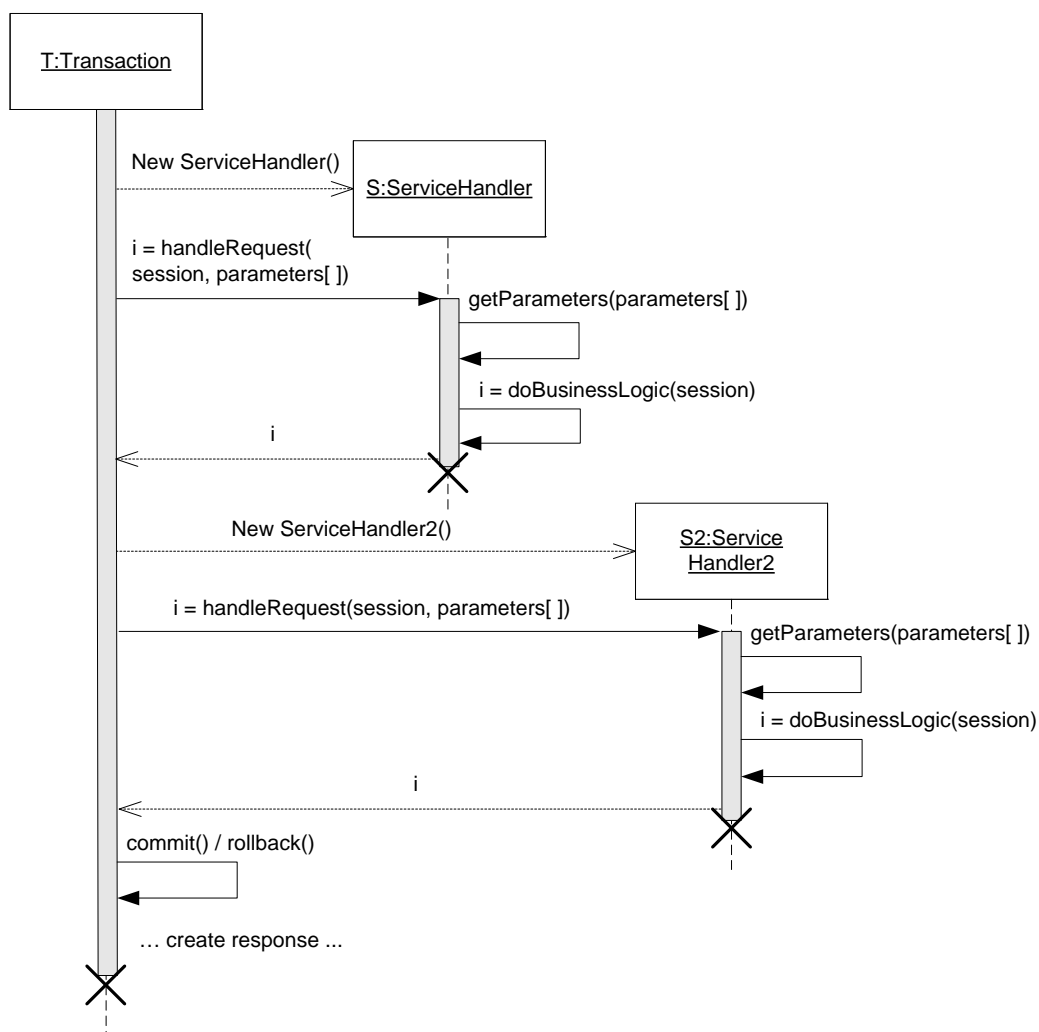 T:Transaction
New ServiceHandler()
S:ServiceHandler
i = handleRequest(
session, parameters[ ])
getParameters(parameters[ ])
i = doBusinessLogic(session)
i
New ServiceHandler2()
S2:Service
Handler2
i = handleRequest(session, parameters[ ])
getParameters(parameters[ ])
i = doBusinessLogic(session)
i
commit() / rollback()
… create response ...